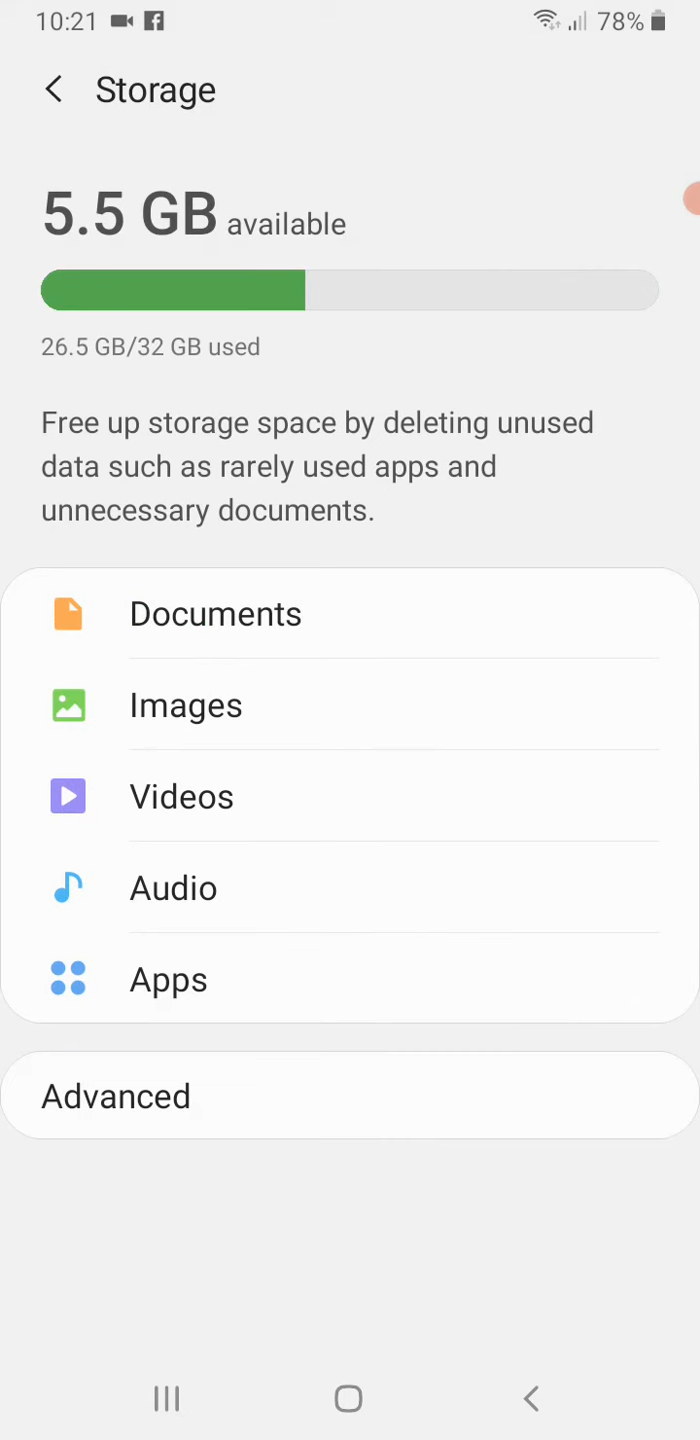 10:21 78%
Storage
5.5 GB available
26.5 GB/32 GB used
Free up storage space by deleting unused
data such as rarely used apps and
unnecessary documents.
Documents
Images
Videos
Audio
Apps
Advanced